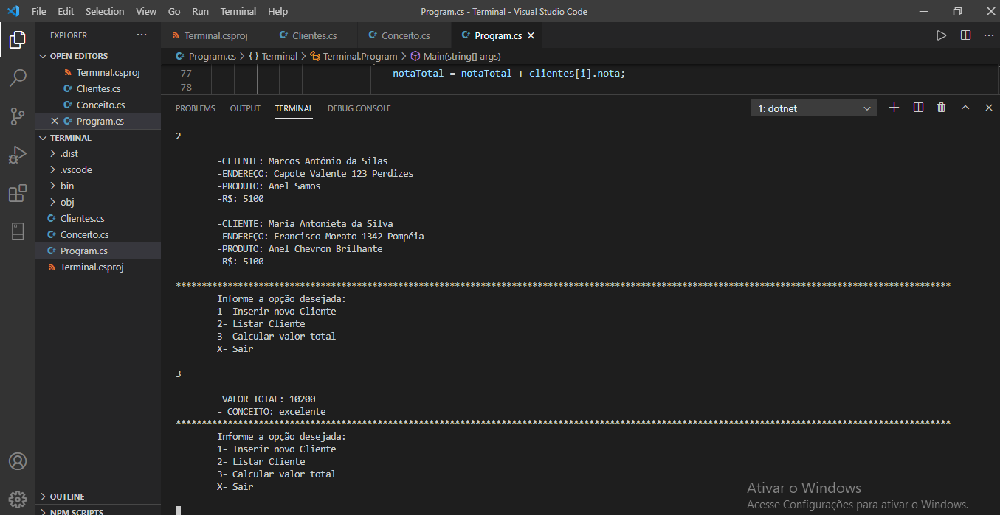 File Edit Selection View Go Run Terminal Help
Program.cs - Terminal - Visual Studio Code
EXPLORER
Terminal.csproj
Clientes.cs
Conceito.cs
Program.cs
OPEN EDITORS
Terminal.csproj
Clientes.cs
Conceito.cs
Program.cs
TERMINAL
.dist
.vscode
bin
obj
Clientes.cs
Conceito.cs
Program.cs
Terminal.csproj
OUTLINE
NPM SCRIPTS
Program.cs > {} Terminal > Terminal.Program > Main(string[] args)
77 notaTotal = notaTotal + clientes[i].nota;
78
PROBLEMS OUTPUT TERMINAL DEBUG CONSOLE
1: dotnet
2
-CLIENTE: Marcos Antônio da Silas
-ENDEREÇO: Capote Valente 123 Perdizes
-PRODUTO: Anel Samos
-R$: 5100
-CLIENTE: Maria Antonieta da Silva
-ENDEREÇO: Francisco Morato 1342 Pompéia
-PRODUTO: Anel Chevron Brilhante
-R$: 5100
******************************************************************************************************************************************************
Informe a opção desejada:
1- Inserir novo Cliente
2- Listar Cliente
3- Calcular valor total
X- Sair
3
VALOR TOTAL: 10200
- CONCEITO: excelente
******************************************************************************************************************************************************
Informe a opção desejada:
1- Inserir novo Cliente
2- Listar Cliente
3- Calcular valor total
X- Sair
Ativar o Windows
Acesse Configurações para ativar o Windows.